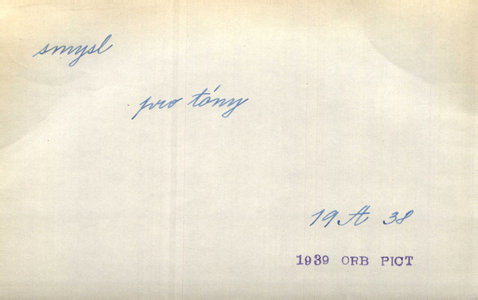 smysl
pro tóny
19 A 38
1939 ORB PICT